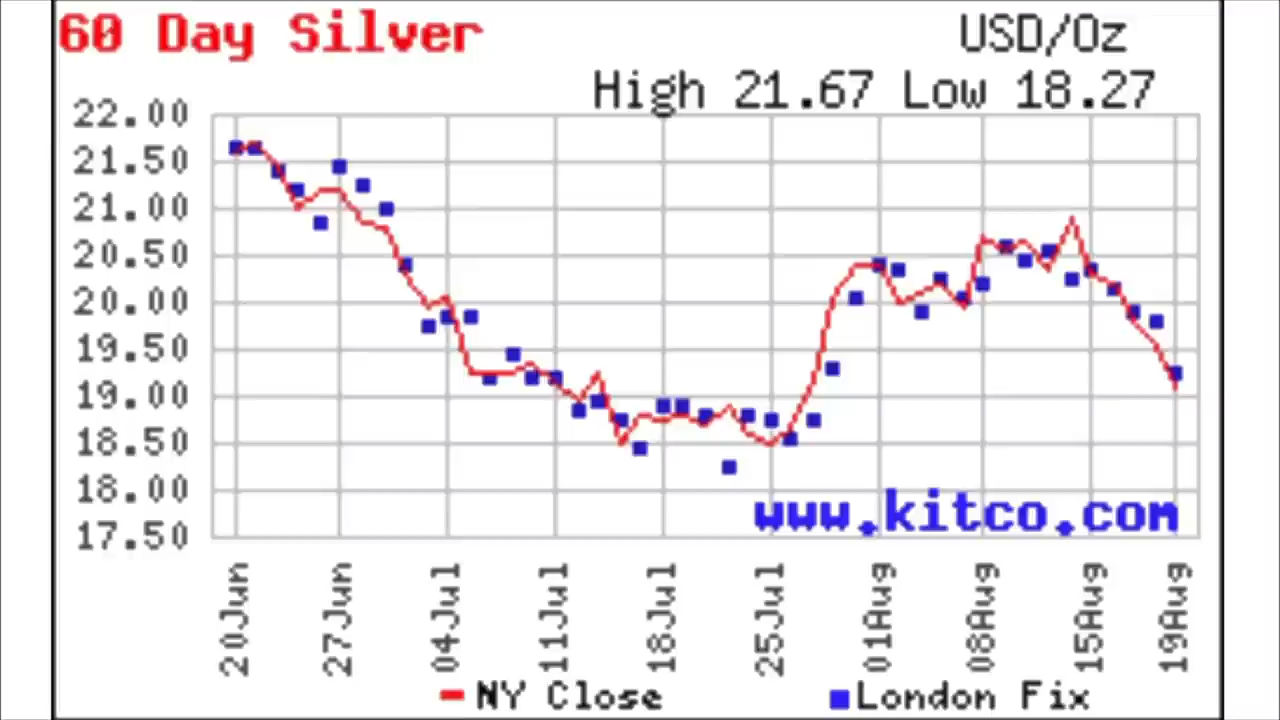 60 Day Silver USD/Oz
High 21.67 Low 18.27
22.00
21.50
21.00
20.50
20.00
19.50
19.00
18.50
18.00
17.50
www.kitco.com
20Jun
27Jun
04Jul
11Jul
18Jul
25Jul
01Aug
08Aug
15Aug
19Aug
NY Close London Fix